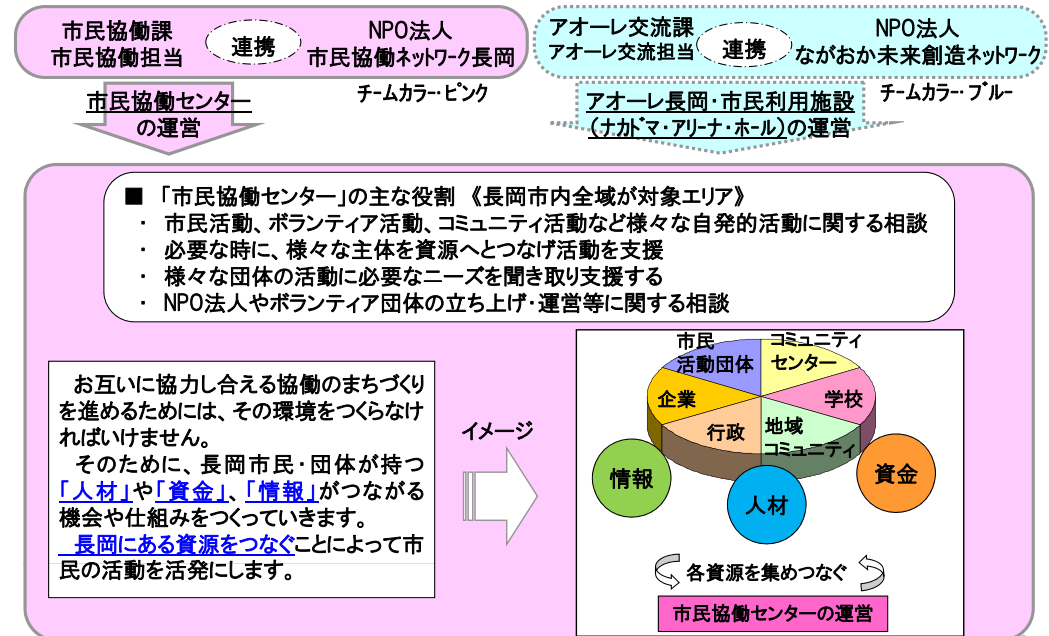 市民協働課
市民協働担当
連携
NPO法人
市民協働ネットワーク長岡
アオーレ交流課
アオーレ交流担当
連携
NPO法人
ながおか未来創造ネットワーク
チームカラー・ピンク
チームカラー・ブルー
市民協働センター
の運営
アオーレ長岡・市民利用施設
(ナカドマ・アリーナ・ホール)の運営
■ 「市民協働センター」の主な役割 《長岡市内全域が対象エリア》
・ 市民活動、ボランティア活動、コミュニティ活動など様々な自発的活動に関する相談
・ 必要な時に、様々な主体を資源へとつなげ活動を支援
・ 様々な団体の活動に必要なニーズを聞き取り支援する
・ NPO法人やボランティア団体の立ち上げ・運営等に関する相談
お互いに協力し合える協働のまちづくり
を進めるためには、その環境をつくらなけ
ればいけません。
そのために、長岡市民・団体が持つ
「人材」や「資金」、「情報」がつながる
機会や仕組みをつくっていきます。
長岡にある資源をつなぐことによって市
民の活動を活発にします。
イメージ
市民
活動団体
コミュニティ
センター
企業
学校
行政
地域
コミュニティ
情報
人材
資金
各資源を集めつなぐ
市民協働センターの運営